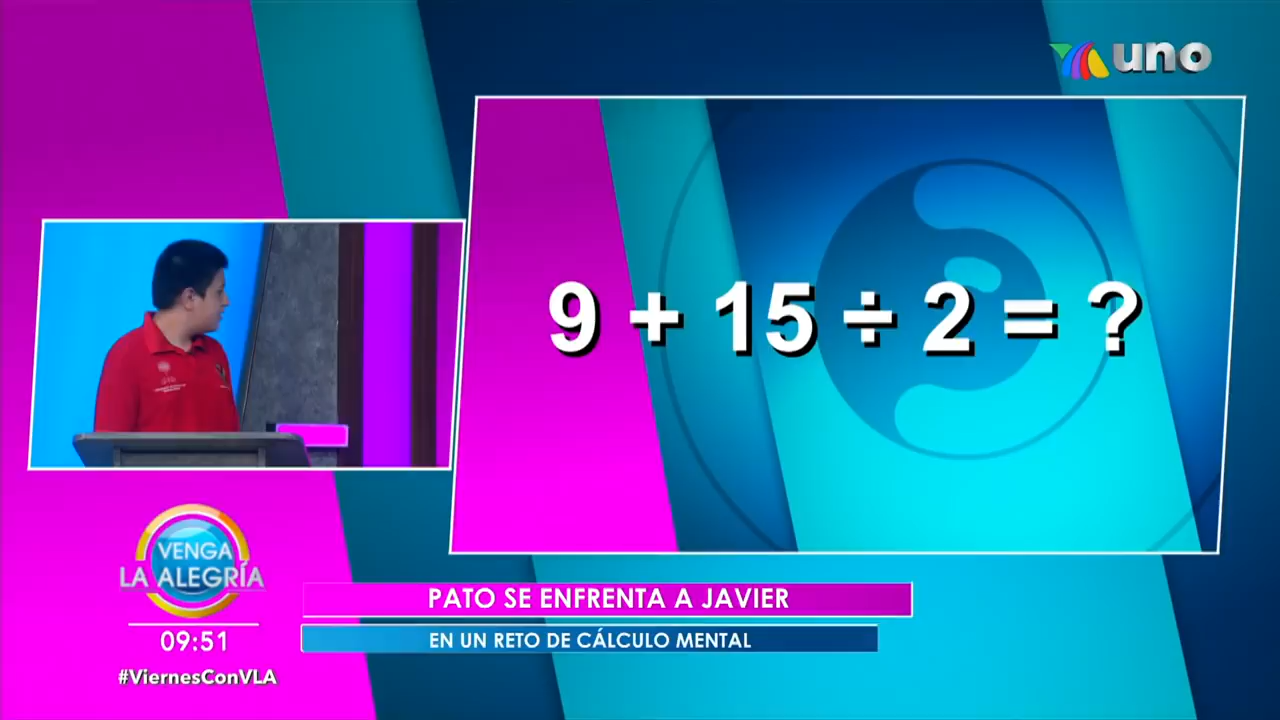 uno
9 + 15 ÷ 2 = ?
VENGA
LA ALEGRÍA
09:51
#ViernesConVLA
PATO SE ENFRENTA A JAVIER
EN UN RETO DE CÁLCULO MENTAL